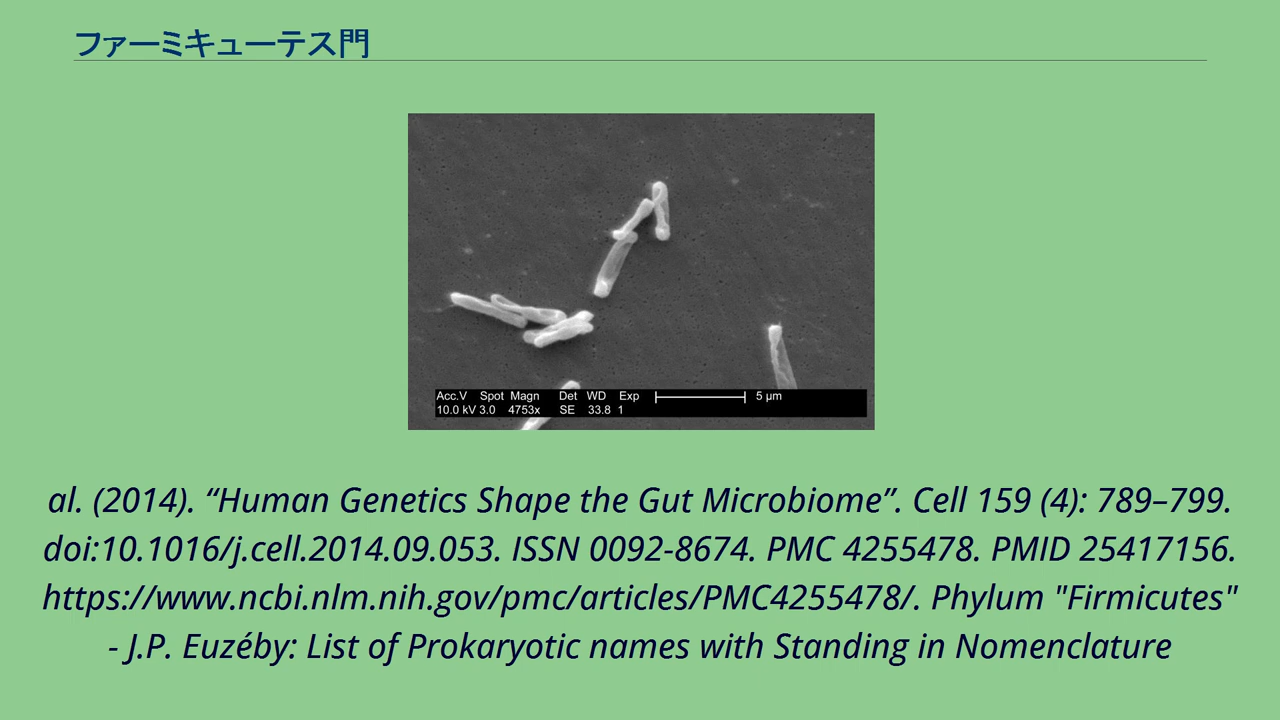 ファーミキューテス門
Acc.V Spot Magn Det WD Exp 5 µm
10.0 kV 3.0 4753x SE 33.8 1
al. (2014). “Human Genetics Shape the Gut Microbiome”. Cell 159 (4): 789–799.
doi:10.1016/j.cell.2014.09.053. ISSN 0092-8674. PMC 4255478. PMID 25417156.
https://www.ncbi.nlm.nih.gov/pmc/articles/PMC4255478/. Phylum "Firmicutes"
- J.P. Euzéby: List of Prokaryotic names with Standing in Nomenclature